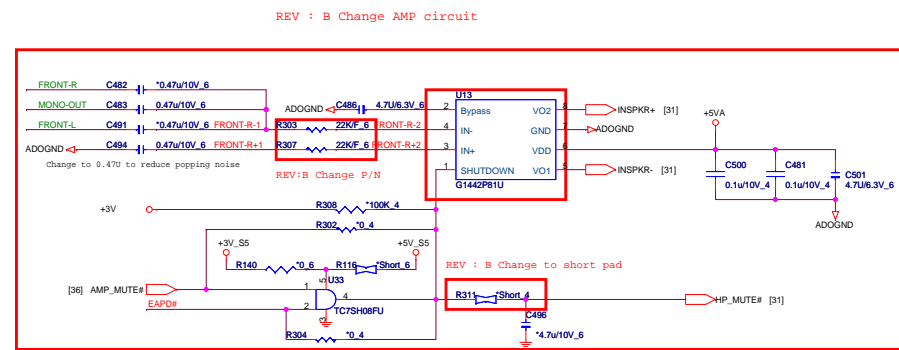 REV : B Change AMP circuit
FRONT-R C482 *0.47u/10V_6
MONO-OUT C483 0.47u/10V_6
FRONT-L C491 *0.47u/10V_6 FRONT-R-1 R303 22K/F_6 FRONT-R-2
ADOGND C494 0.47u/10V_6 FRONT-R+1 R307 22K/F_6 FRONT-R+2
Change to 0.47U to reduce popping noise
REV:B Change P/N
ADOGND C486 4.7U/6.3V_6
U13
2 Bypass VO2 8 INSPKR+ [31]
4 IN- GND 7 ADOGND
3 IN+ VDD 6
1 SHUTDOWN VO1 5 INSPKR- [31]
G1442P81U
+5VA
C500 0.1u/10V_4
C481 0.1u/10V_4
C501 4.7U/6.3V_6
ADOGND
+3V R308 *100K_4
R302 *0_4
+3V_S5 +5V_S5
R140 *0_6 R116 *Short_6
REV : B Change to short pad
[36] AMP_MUTE# 1 5 U33
EAPD# 2 4 3 TC7SH08FU
R304 *0_4
R311 *Short_4 HP_MUTE# [31]
C496
*4.7u/10V_6